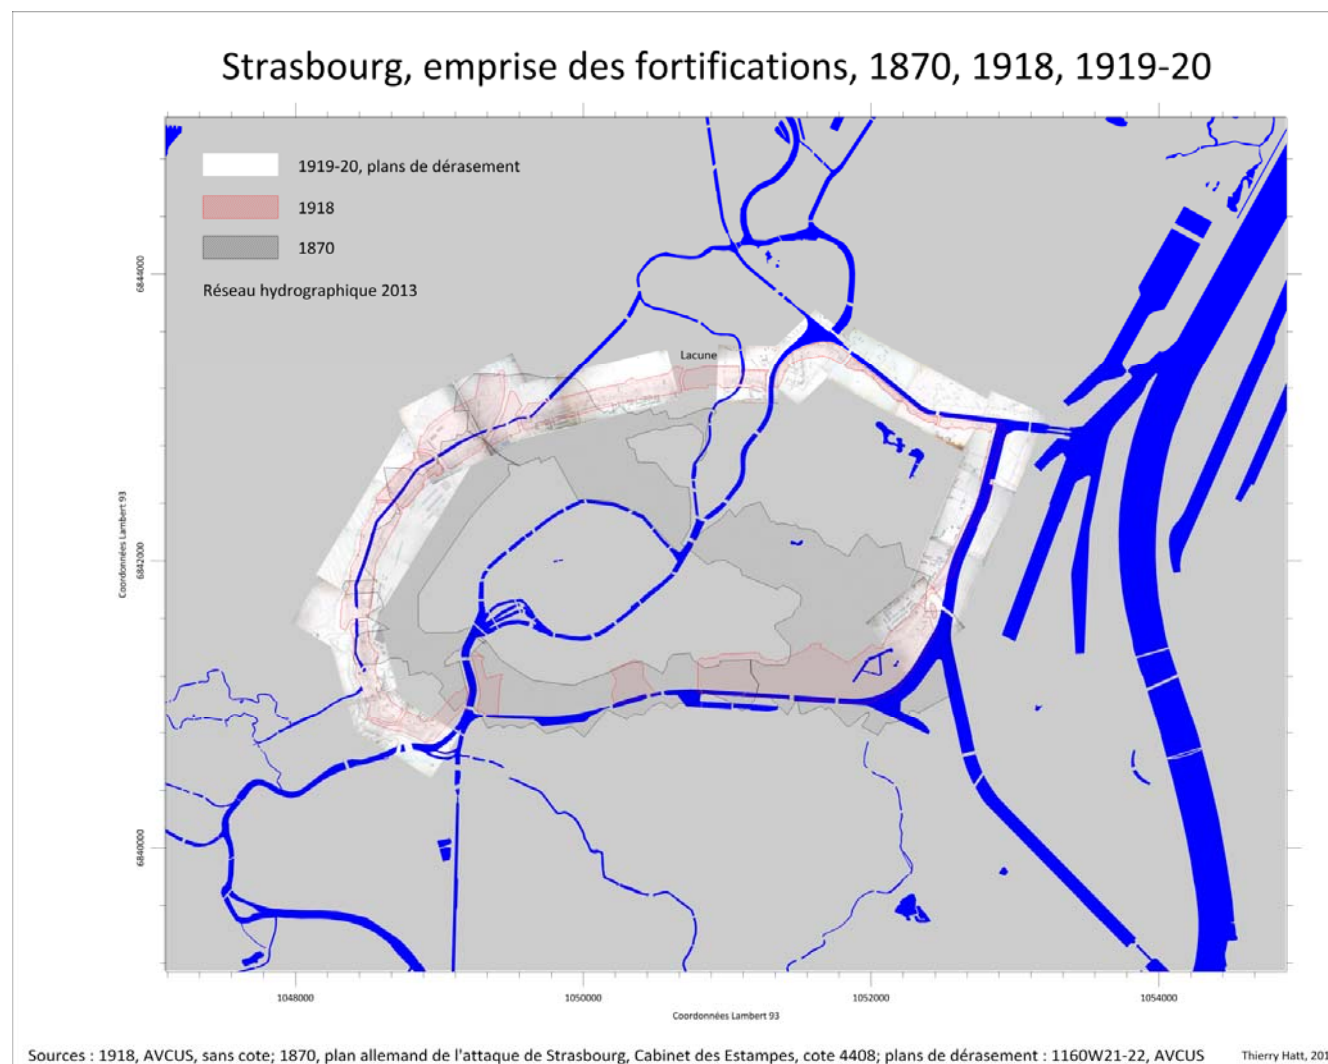 Strasbourg, emprise des fortifications, 1870, 1918, 1919-20
1919-20, plans de dérasement
1918
1870
Réseau hydrographique 2013
Lacune
6844000
6842000
6840000
Coordonnées Lambert 93
1048000
1050000
1052000
1054000
Coordonnées Lambert 93
Sources : 1918, AVCUS, sans cote; 1870, plan allemand de l'attaque de Strasbourg, Cabinet des Estampes, cote 4408; plans de dérasement : 1160W21-22, AVCUS
Thierry Hatt,